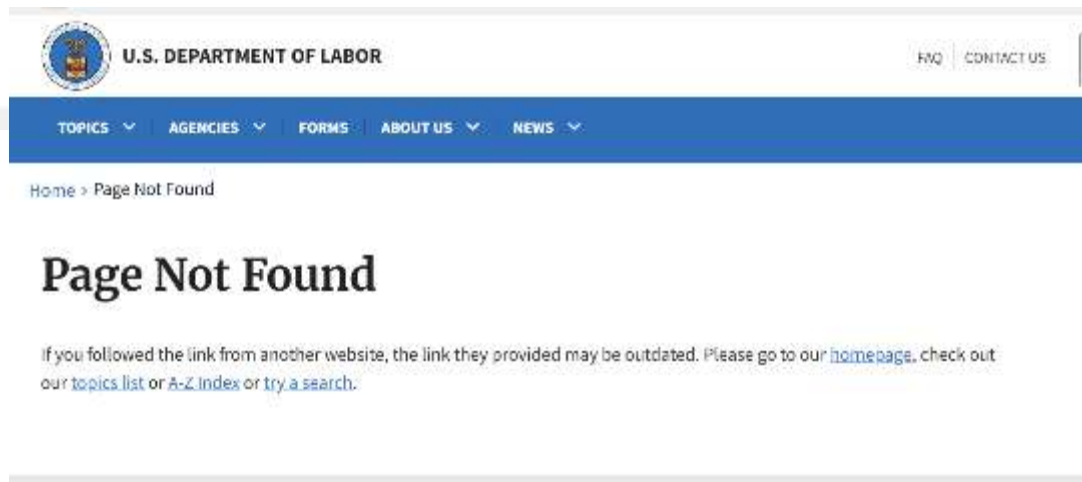 U.S. DEPARTMENT OF LABOR
FAQ CONTACT US
TOPICS AGENCIES FORMS ABOUT US NEWS
Home > Page Not Found
Page Not Found
If you followed the link from another website, the link they provided may be outdated. Please go to our homepage, check out
our topics list or A-Z Index or try a search.